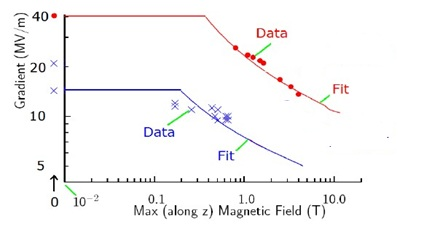 Gradient (MV/m)
40
20
10
5
Data
Fit
Data
Fit
0 10⁻² 0.1 1.0 10.0
Max (along z) Magnetic Field (T)